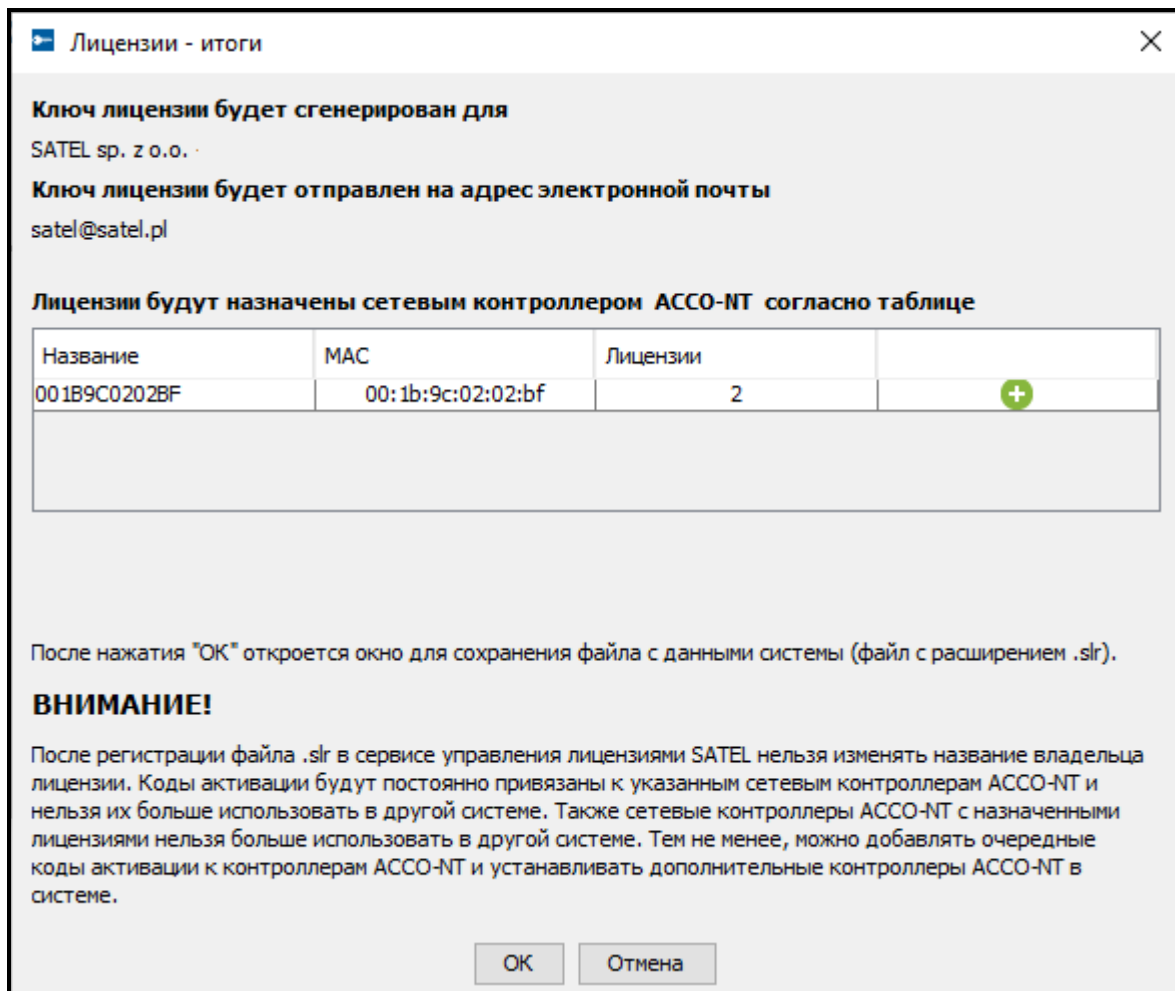 Лицензии - итоги
Ключ лицензии будет сгенерирован для
SATEL sp. z o.o.
Ключ лицензии будет отправлен на адрес электронной почты
satel@satel.pl
Лицензии будут назначены сетевым контроллером ACCO-NT согласно таблице
Название MAC Лицензии
001B9C0202BF 00:1b:9c:02:02:bf 2
После нажатия "ОК" откроется окно для сохранения файла с данными системы (файл с расширением .slr).
ВНИМАНИЕ!
После регистрации файла .slr в сервисе управления лицензиями SATEL нельзя изменять название владельца
лицензии. Коды активации будут постоянно привязаны к указанным сетевым контроллерам ACCO-NT и
нельзя их больше использовать в другой системе. Также сетевые контроллеры ACCO-NT с назначенными
лицензиями нельзя больше использовать в другой системе. Тем не менее, можно добавлять очередные
коды активации к контроллерам ACCO-NT и устанавливать дополнительные контроллеры ACCO-NT в
системе.
ОК Отмена